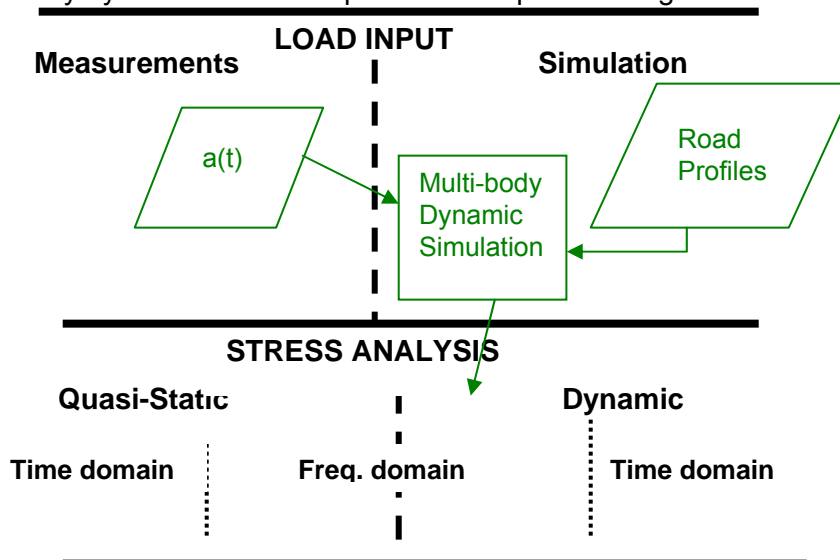 LOAD INPUT
Measurements
Simulation
a(t)
Road
Profiles
Multi-body
Dynamic
Simulation
STRESS ANALYSIS
Quasi-Static
Dynamic
Time domain
Freq. domain
Time domain